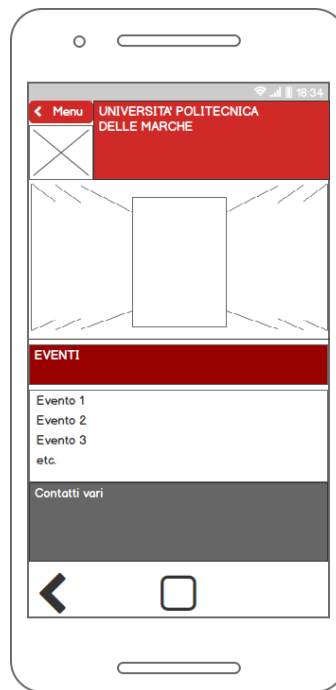 18:34
Menu
UNIVERSITA' POLITECNICA
DELLE MARCHE
EVENTI
Evento 1
Evento 2
Evento 3
etc.
Contatti vari